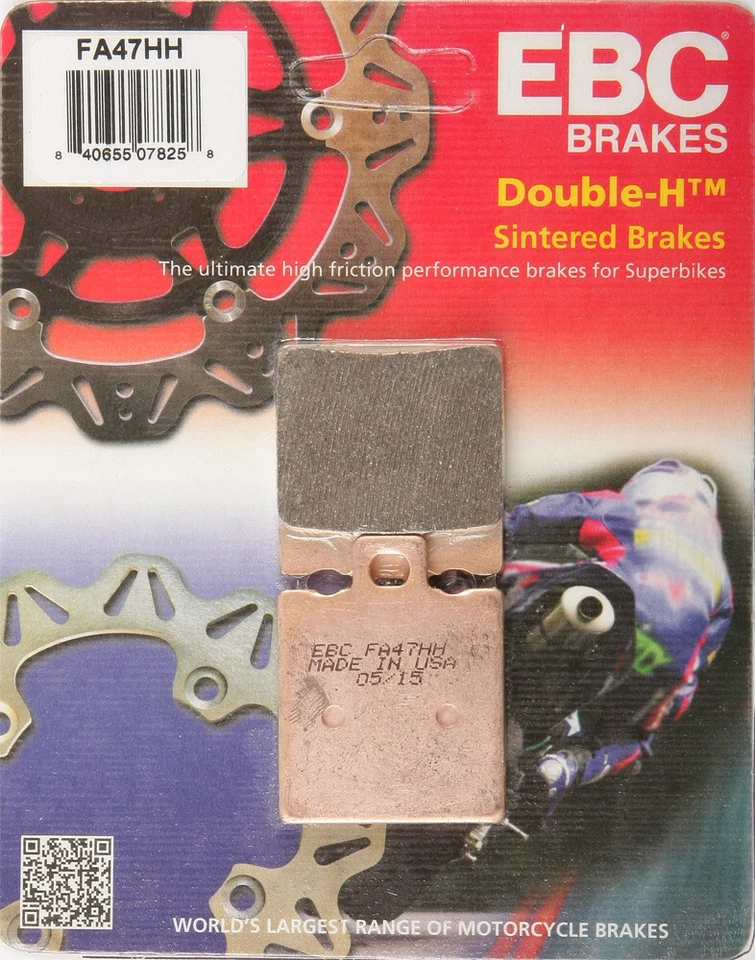 FA47HH
8 40655 07825 8
EBC®
BRAKES
Double-H™
Sintered Brakes
The ultimate high friction performance brakes for Superbikes
EBC FA47HH
MADE IN USA
05/15
WORLD'S LARGEST RANGE OF MOTORCYCLE BRAKES